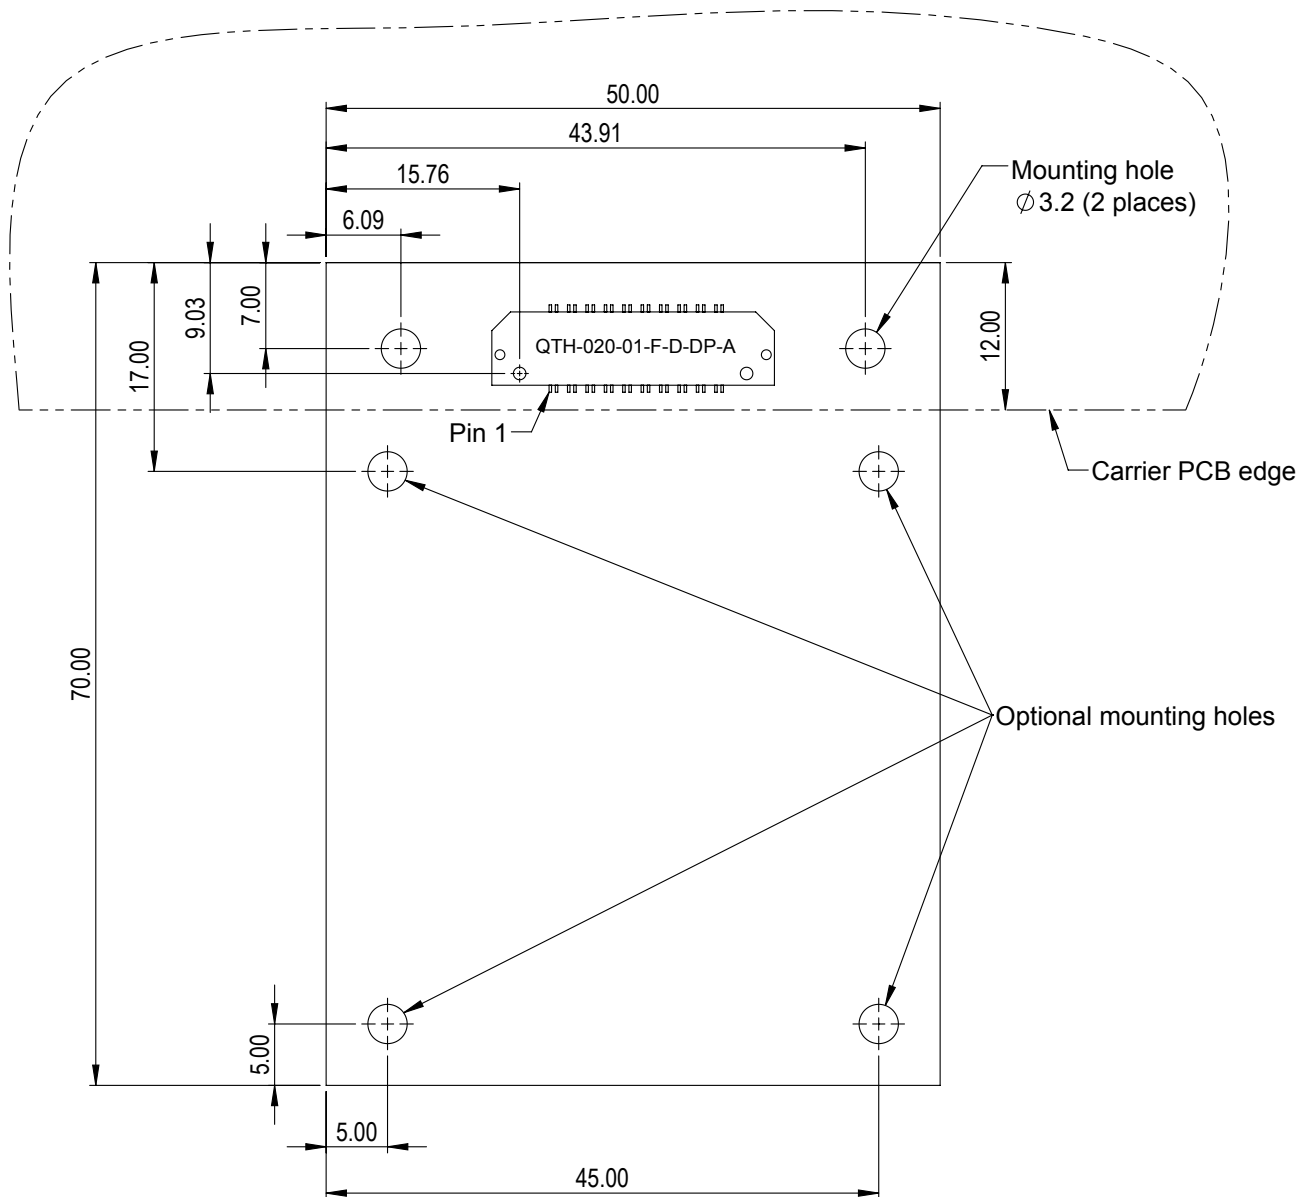 50.00
43.91
15.76
6.09
Mounting hole
∅3.2 (2 places)
9.03
7.00
17.00
12.00
QTH-020-01-F-D-DP-A
Pin 1
Carrier PCB edge
70.00
Optional mounting holes
5.00
5.00
45.00